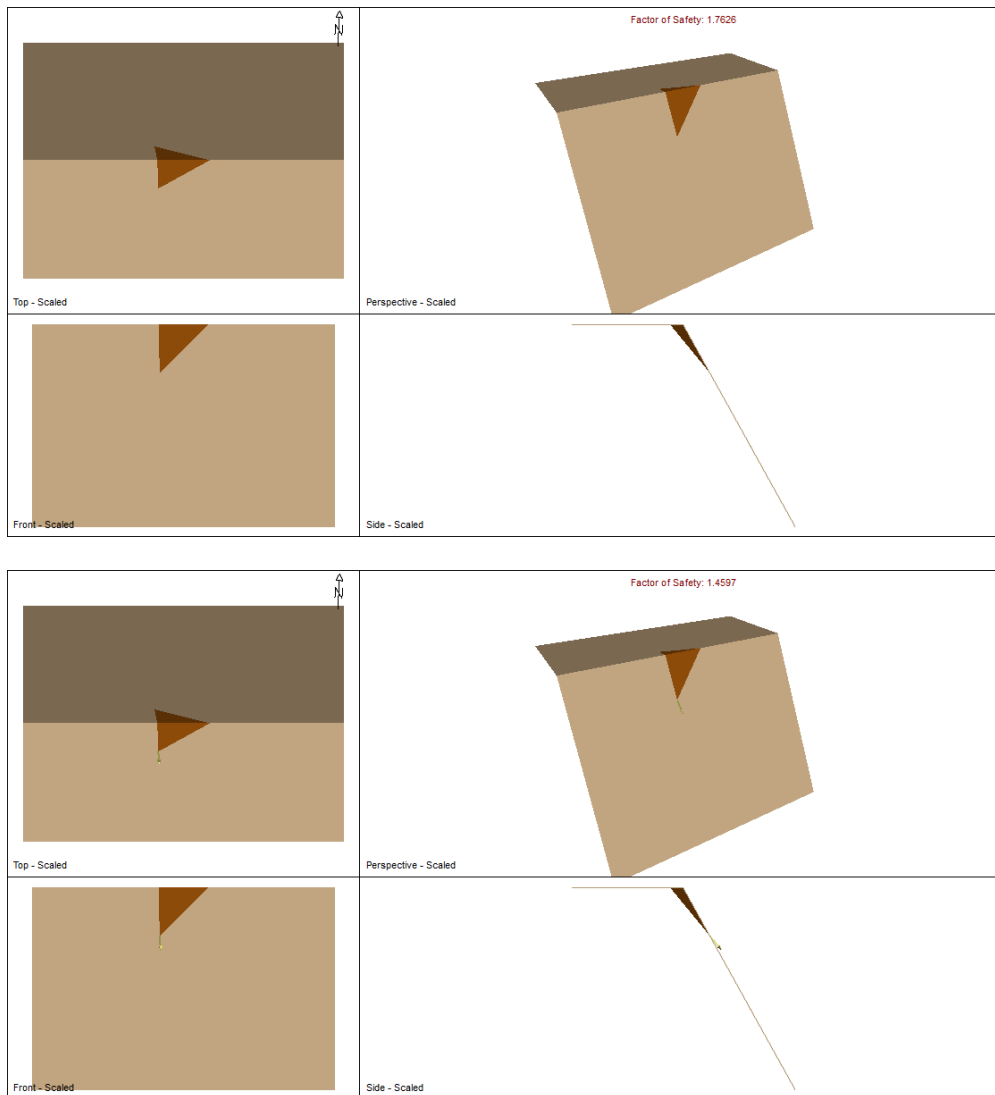 N
Factor of Safety: 1.7626
Top - Scaled
Perspective - Scaled
Front - Scaled
Side - Scaled
N
Factor of Safety: 1.4597
Top - Scaled
Perspective - Scaled
Front - Scaled
Side - Scaled